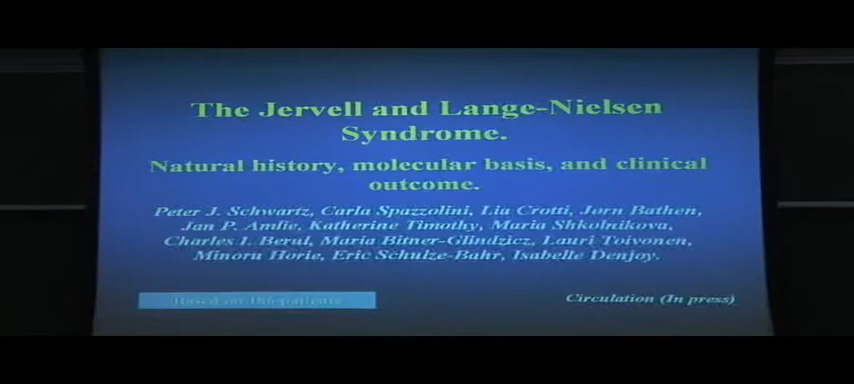 The Jervell and Lange-Nielsen
Syndrome.
Natural history, molecular basis, and clinical
outcome.
Peter J. Schwartz, Carla Spazzolini, Lia Crotti, Jørn Bathen,
Jan P. Amlie, Katherine Timothy, Maria Shkolnikova,
Charles I. Berul, Maria Bitner-Glindzicz, Lauri Toivonen,
Minoru Horie, Eric Schulze-Bahr, Isabelle Denjoy.
Based on 186 patients
Circulation (In press)